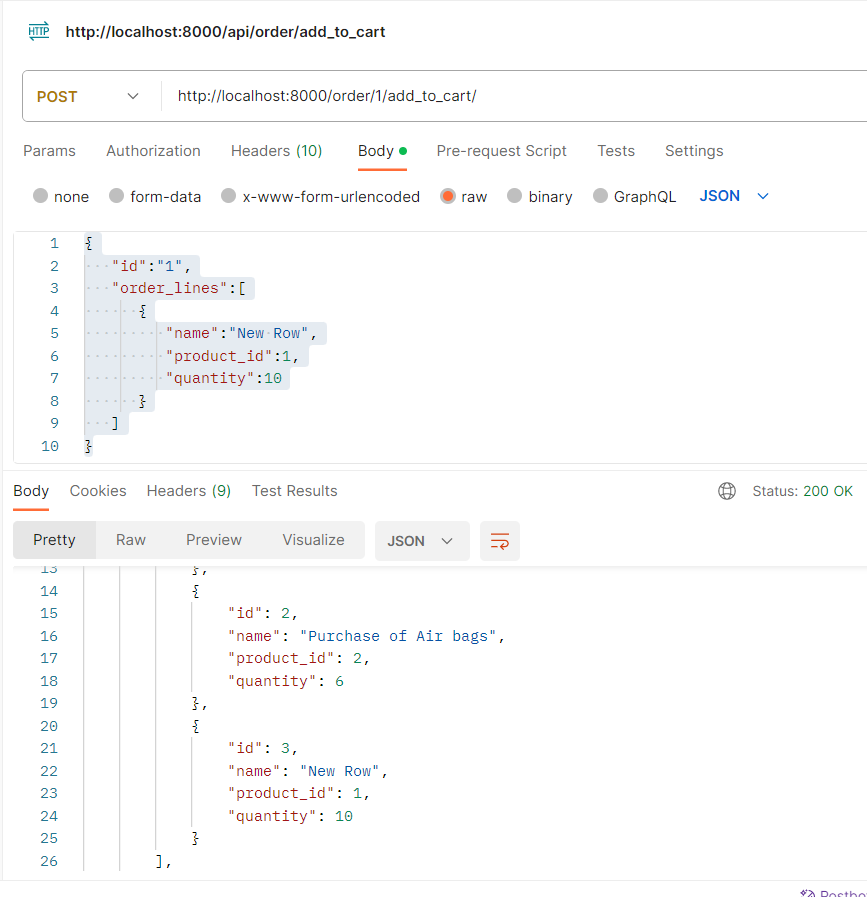 HTTP http://localhost:8000/api/order/add_to_cart
POST http://localhost:8000/order/1/add_to_cart/
Params Authorization Headers (10) Body Pre-request Script Tests Settings
none form-data x-www-form-urlencoded raw binary GraphQL JSON
1 {
2 "id":"1",
3 "order_lines":[
4 {
5 "name":"New Row",
6 "product_id":1,
7 "quantity":10
8 }
9 ]
10 }
Body Cookies Headers (9) Test Results Status: 200 OK
Pretty Raw Preview Visualize JSON
13 },
14 {
15 "id": 2,
16 "name": "Purchase of Air bags",
17 "product_id": 2,
18 "quantity": 6
19 },
20 {
21 "id": 3,
22 "name": "New Row",
23 "product_id": 1,
24 "quantity": 10
25 }
26 ],